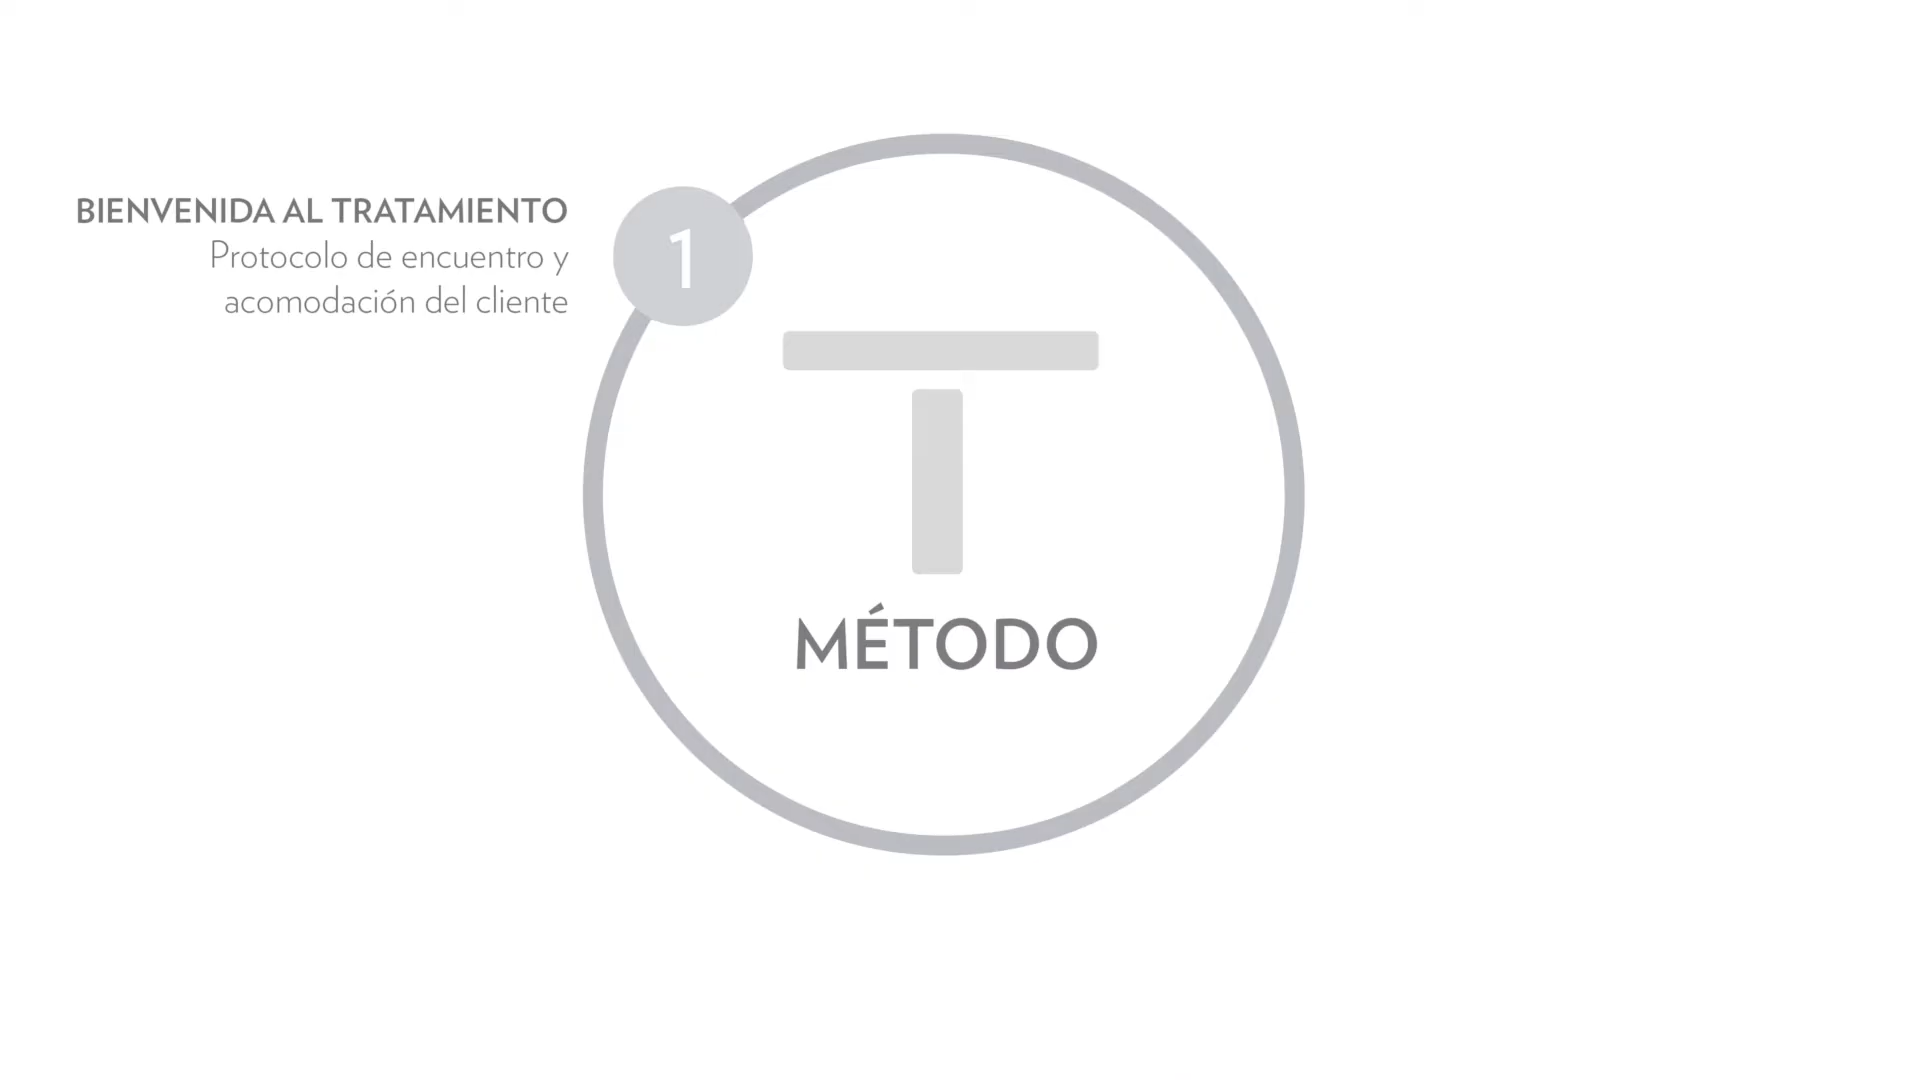 BIENVENIDA AL TRATAMIENTO
Protocolo de encuentro y
acomodación del cliente
1
T
MÉTODO